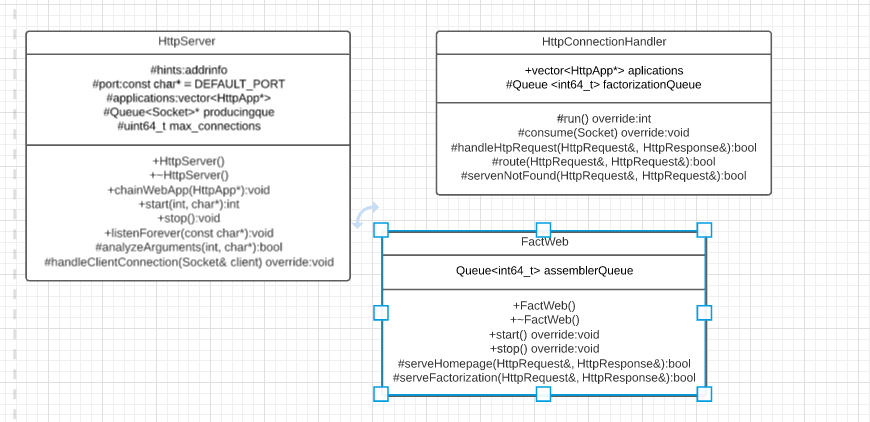 HttpServer
#hints:addrinfo
#port:const char* = DEFAULT_PORT
#applications:vector<HttpApp*>
#Queue<Socket>* producingque
#uint64_t max_connections
+HttpServer()
+~HttpServer()
+chainWebApp(HttpApp*):void
+start(int, char*):int
+stop():void
+listenForever(const char*):void
#analyzeArguments(int, char*):bool
#handleClientConnection(Socket& client) override:void
HttpConnectionHandler
+vector<HttpApp*> aplications
#Queue <int64_t> factorizationQueue
#run() override:int
#consume(Socket) override:void
#handleHtpRequest(HttpRequest&, HttpResponse&):bool
#route(HttpRequest&, HttpRequest&):bool
#servenNotFound(HttpRequest&, HttpRequest&):bool
FactWeb
Queue<int64_t> assemblerQueue
+FactWeb()
+~FactWeb()
+start() override:void
+stop() override:void
#serveHomepage(HttpRequest&, HttpResponse&):bool
#serveFactorization(HttpRequest&, HttpResponse&):bool